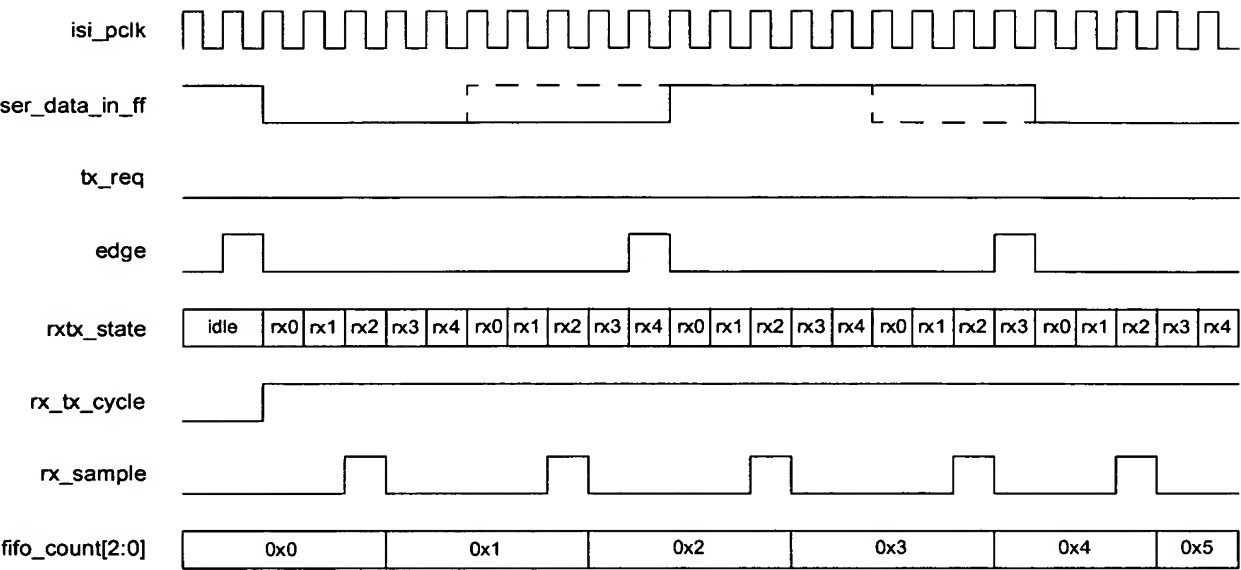 isi_pclk
ser_data_in_ff
tx_req
edge
rxtx_state idle rx0 rx1 rx2 rx3 rx4 rx0 rx1 rx2 rx3 rx4 rx0 rx1 rx2 rx3 rx4 rx0 rx1 rx2 rx3 rx0 rx1 rx2 rx3 rx4
rx_tx_cycle
rx_sample
fifo_count[2:0] 0x0 0x1 0x2 0x3 0x4 0x5